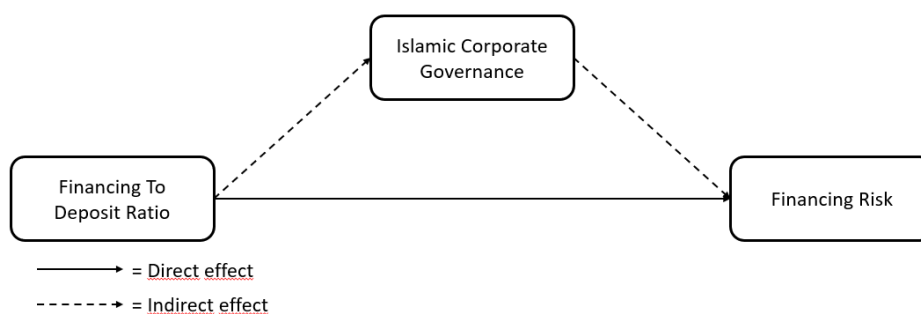 Islamic Corporate
Governance
Financing To
Deposit Ratio
Financing Risk
= Direct effect
= Indirect effect